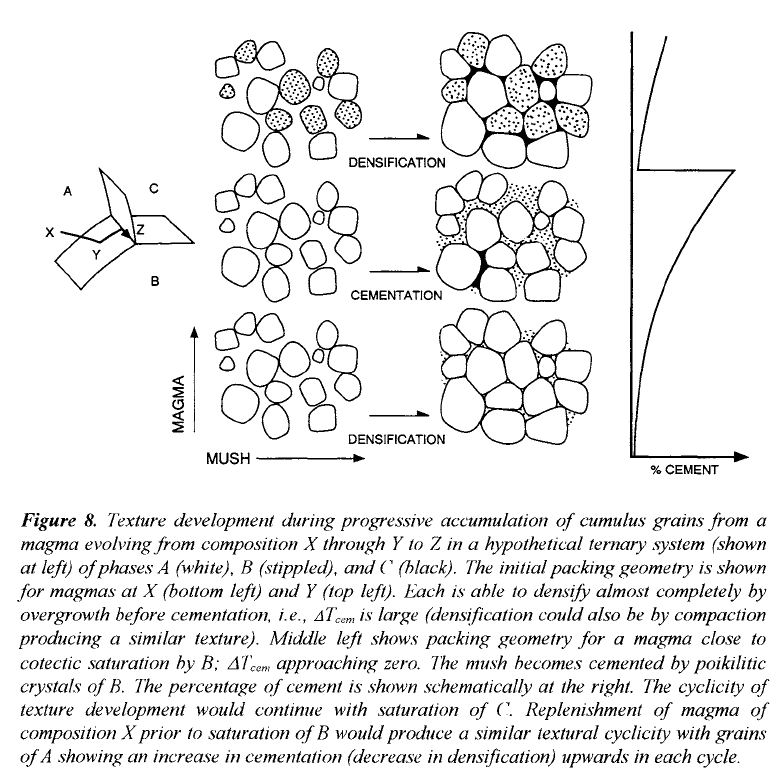 DENSIFICATION
A
C
X
Z
Y
B
CEMENTATION
MAGMA
DENSIFICATION
MUSH
% CEMENT
Figure 8. Texture development during progressive accumulation of cumulus grains from a
magma evolving from composition X through Y to Z in a hypothetical ternary system (shown
at left) of phases A (white), B (stippled), and C (black). The initial packing geometry is shown
for magmas at X (bottom left) and Y (top left). Each is able to densify almost completely by
overgrowth before cementation, i.e., ΔTcem is large (densification could also be by compaction
producing a similar texture). Middle left shows packing geometry for a magma close to
cotectic saturation by B; ΔTcem approaching zero. The mush becomes cemented by poikilitic
crystals of B. The percentage of cement is shown schematically at the right. The cyclicity of
texture development would continue with saturation of C. Replenishment of magma of
composition X prior to saturation of B would produce a similar textural cyclicity with grains
of A showing an increase in cementation (decrease in densification) upwards in each cycle.